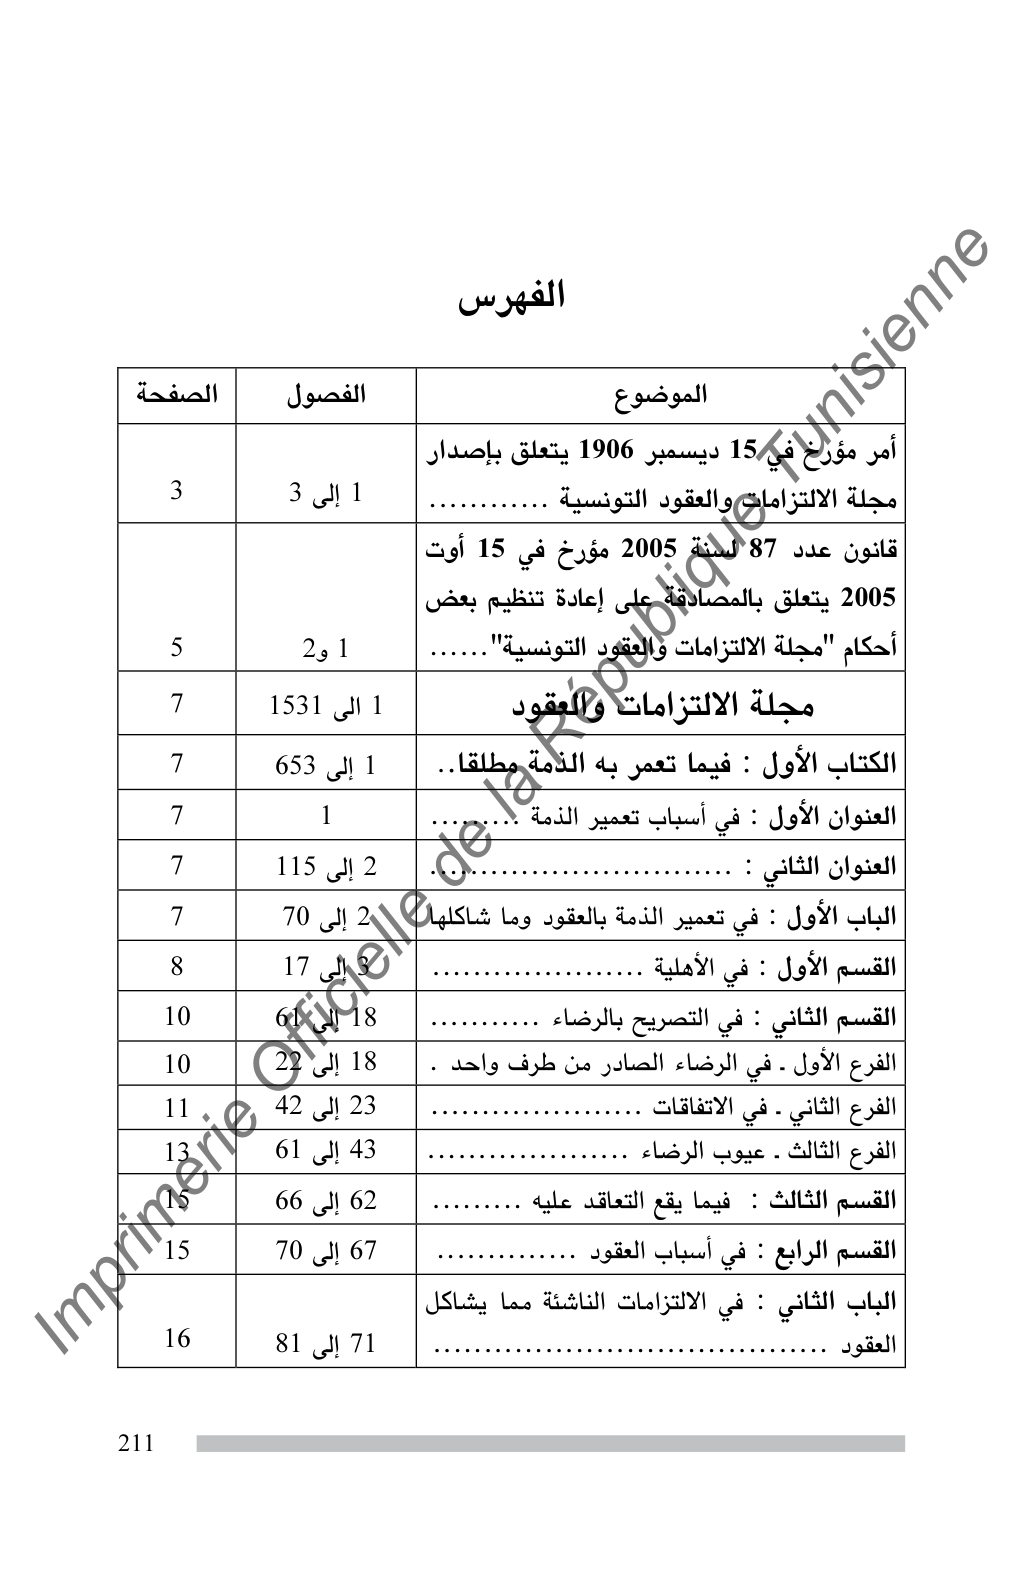 الفهرس
الموضوع الفصول الصفحة
أمر مؤرخ في 15 ديسمبر 1906 يتعلق بإصدار
مجلة الالتزامات والعقود التونسية ............ 1 إلى 3 3
قانون عدد 87 لسنة 2005 مؤرخ في 15 أوت
2005 يتعلق بالمصادقة على إعادة تنظيم بعض
أحكام "مجلة الالتزامات والعقود التونسية"...... 1 و2 5
مجلة الالتزامات والعقود 1 الى 1531 7
الكتاب الأول : فيما تعمر به الذمة مطلقا.. 1 إلى 653 7
العنوان الأول : في أسباب تعمير الذمة ......... 1 7
العنوان الثاني : .............................. 2 إلى 115 7
الباب الأول : في تعمير الذمة بالعقود وما شاكلها 2 إلى 70 7
القسم الأول : في الأهلية ..................... 3 إلى 17 8
القسم الثاني : في التصريح بالرضاء ........... 18 إلى 61 10
الفرع الأول ـ في الرضاء الصادر من طرف واحد . 18 إلى 22 10
الفرع الثاني ـ في الاتفاقات ..................... 23 إلى 42 11
الفرع الثالث ـ عيوب الرضاء .................... 43 إلى 61 13
القسم الثالث : فيما يقع التعاقد عليه ......... 62 إلى 66 15
القسم الرابع : في أسباب العقود .............. 67 إلى 70 15
الباب الثاني : في الالتزامات الناشئة مما يشاكل
العقود ....................................... 71 إلى 81 16
211
Imprimerie Officielle de la République Tunisienne